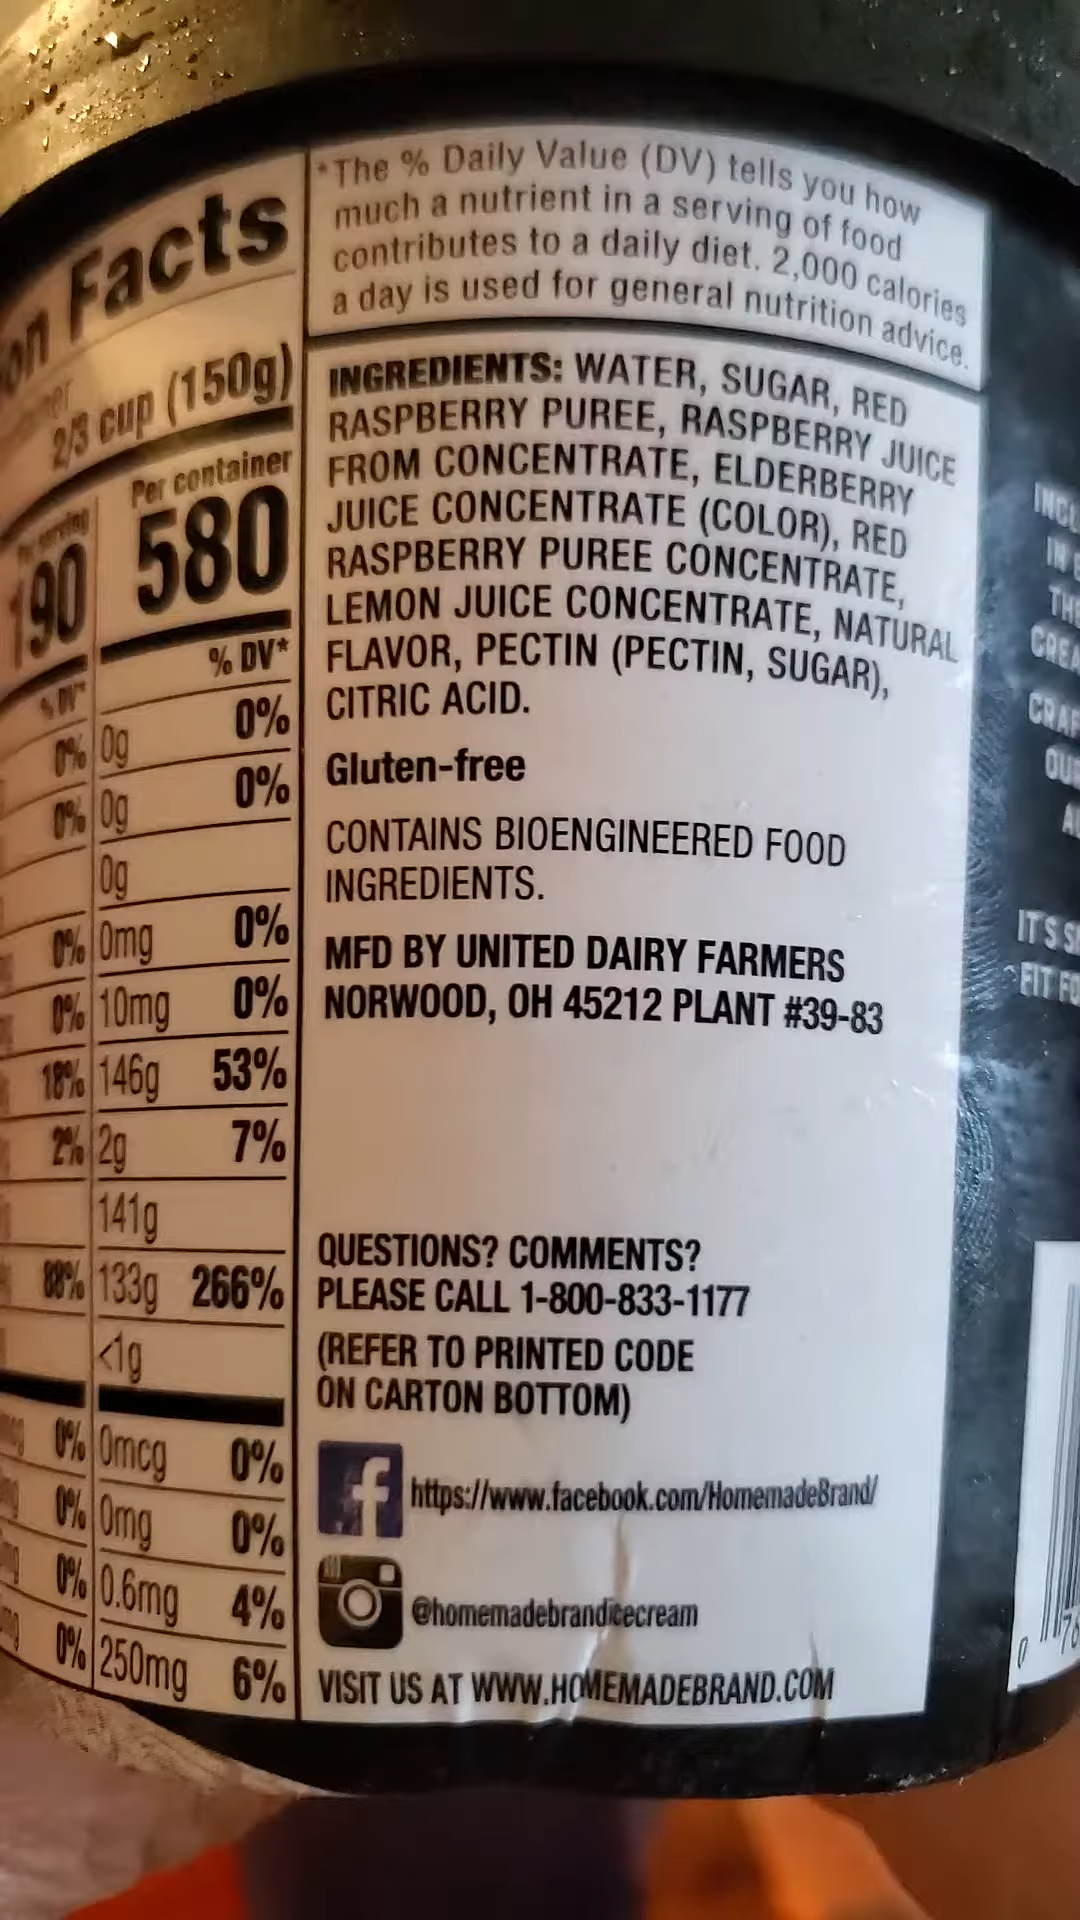 Facts
2/3 cup (150g)
Per serving
190
Per container
580
% DV*
% DV*
0% 0g 0%
0% 0g 0%
0g
0% 0mg 0%
0% 10mg 0%
18% 146g 53%
2% 2g 7%
141g
88% 133g 266%
<1g
0% 0mcg 0%
0% 0mg 0%
0% 0.6mg 4%
0% 250mg 6%
*The % Daily Value (DV) tells you how
much a nutrient in a serving of food
contributes to a daily diet. 2,000 calories
a day is used for general nutrition advice.
INGREDIENTS: WATER, SUGAR, RED
RASPBERRY PUREE, RASPBERRY JUICE
FROM CONCENTRATE, ELDERBERRY
JUICE CONCENTRATE (COLOR), RED
RASPBERRY PUREE CONCENTRATE,
LEMON JUICE CONCENTRATE, NATURAL
FLAVOR, PECTIN (PECTIN, SUGAR),
CITRIC ACID.
Gluten-free
CONTAINS BIOENGINEERED FOOD
INGREDIENTS.
MFD BY UNITED DAIRY FARMERS
NORWOOD, OH 45212 PLANT #39-83
QUESTIONS? COMMENTS?
PLEASE CALL 1-800-833-1177
(REFER TO PRINTED CODE
ON CARTON BOTTOM)
f https://www.facebook.com/HomemadeBrand/
@homemadebrandicecream
VISIT US AT WWW.HOMEMADEBRAND.COM
IT'S
FIT
0